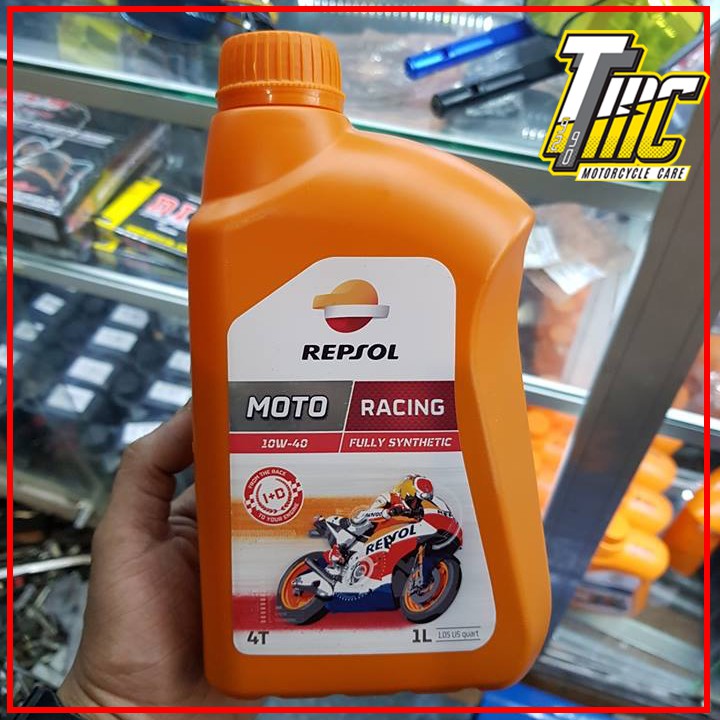 TKRC
MOTORCYCLE CARE
REPSOL
MOTO
RACING
10W-40
FULLY SYNTHETIC
FROM THE RACE
I+D
TO YOUR ENGINE
REPSOL
4T
1L
1,05 US quart